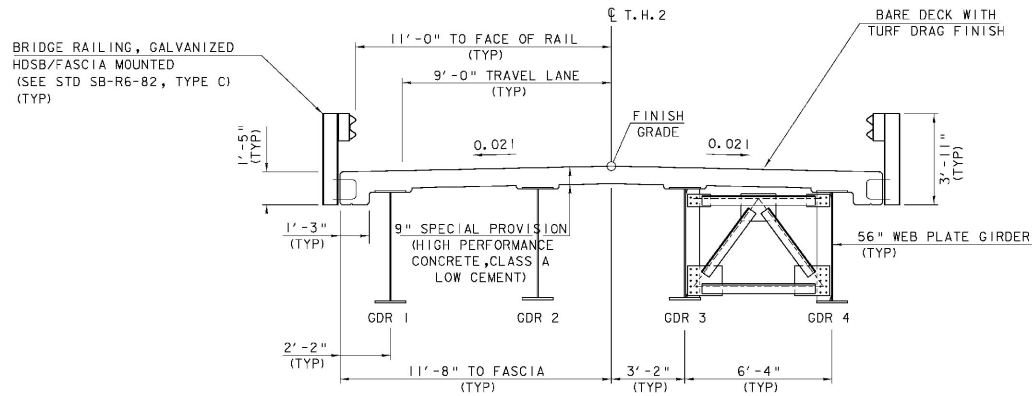 ℄ T.H.2
BARE DECK WITH
TURF DRAG FINISH
11'-0" TO FACE OF RAIL
(TYP)
BRIDGE RAILING, GALVANIZED
HDSB/FASCIA MOUNTED
(SEE STD SB-R6-82, TYPE C)
(TYP)
9'-0" TRAVEL LANE
(TYP)
FINISH
GRADE
0.021
0.021
1'-5"
(TYP)
3'-11"
(TYP)
1'-3"
(TYP)
9" SPECIAL PROVISION
(HIGH PERFORMANCE
CONCRETE,CLASS A
LOW CEMENT)
56" WEB PLATE GIRDER
(TYP)
GDR 1
GDR 2
GDR 3
GDR 4
2'-2"
(TYP)
11'-8" TO FASCIA
(TYP)
3'-2"
(TYP)
6'-4"
(TYP)